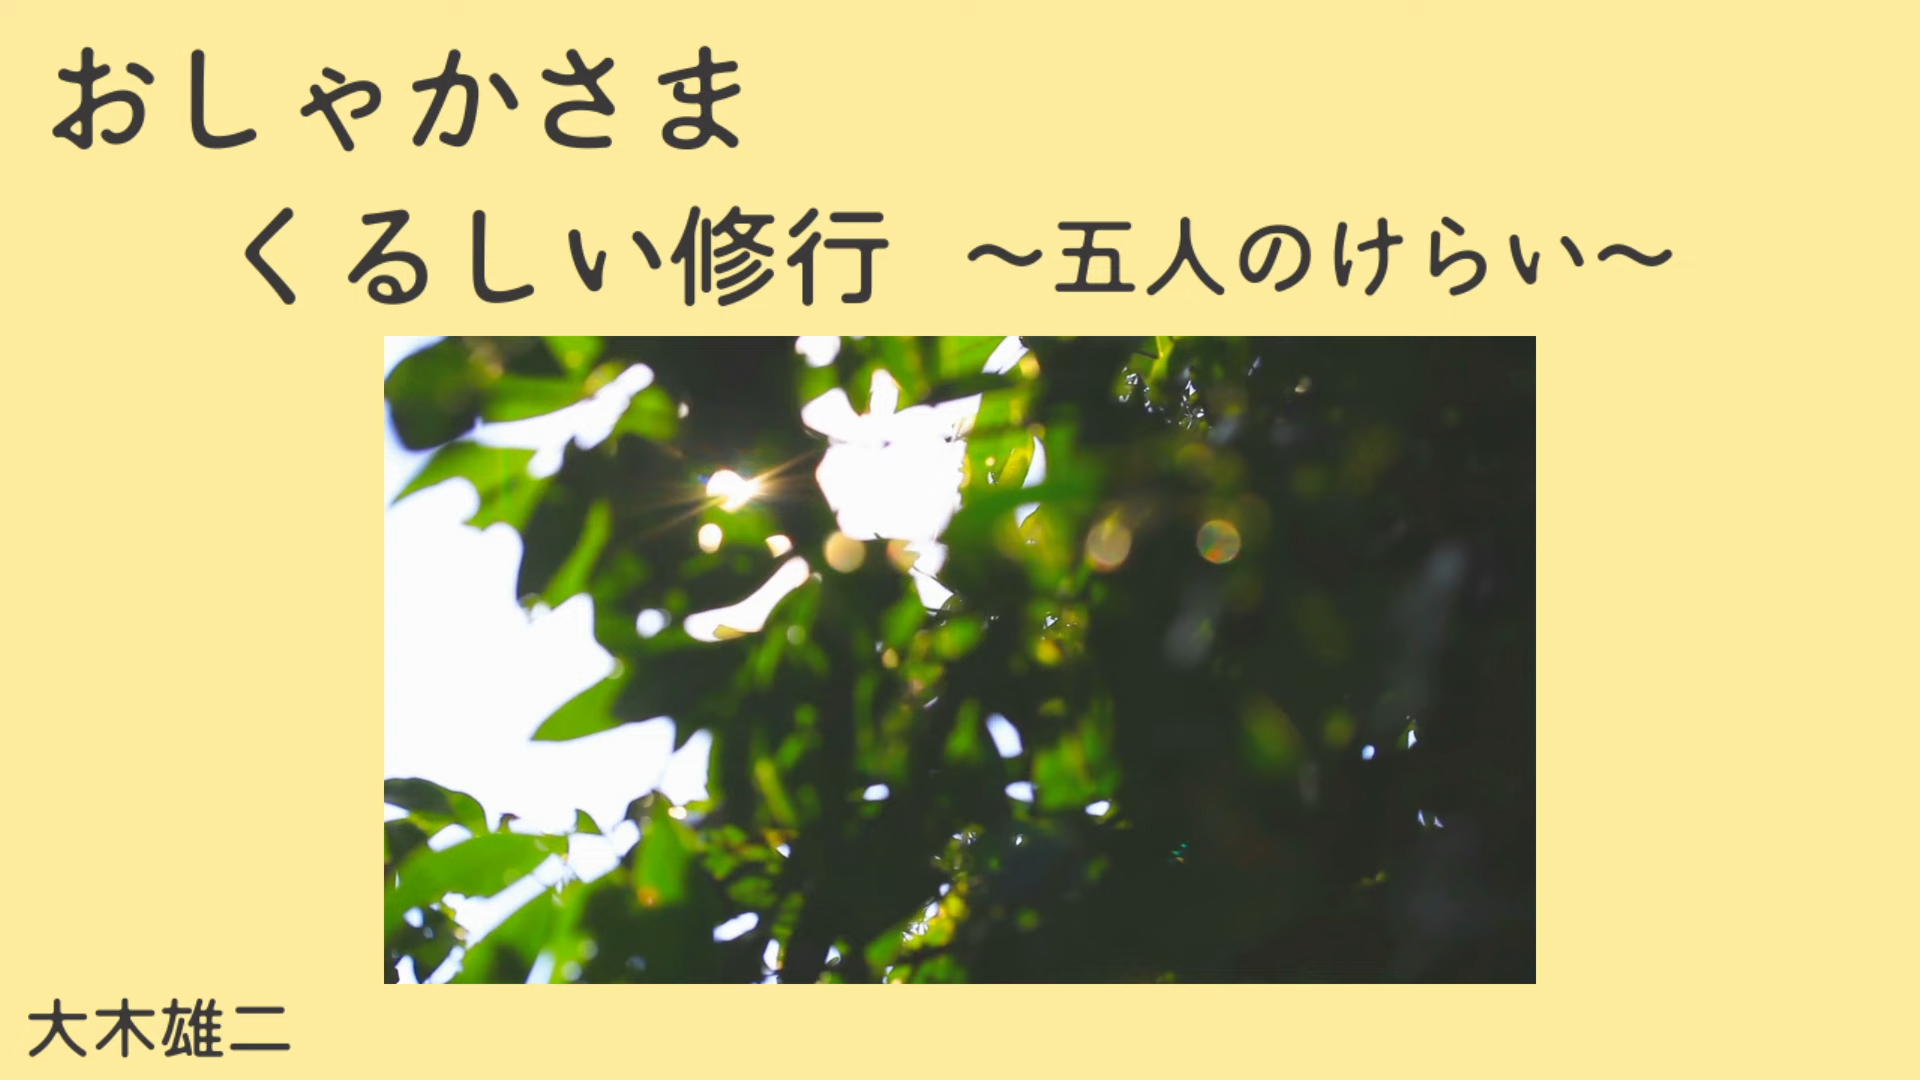 おしゃかさま
くるしい修行 ～五人のけらい～
大木雄二